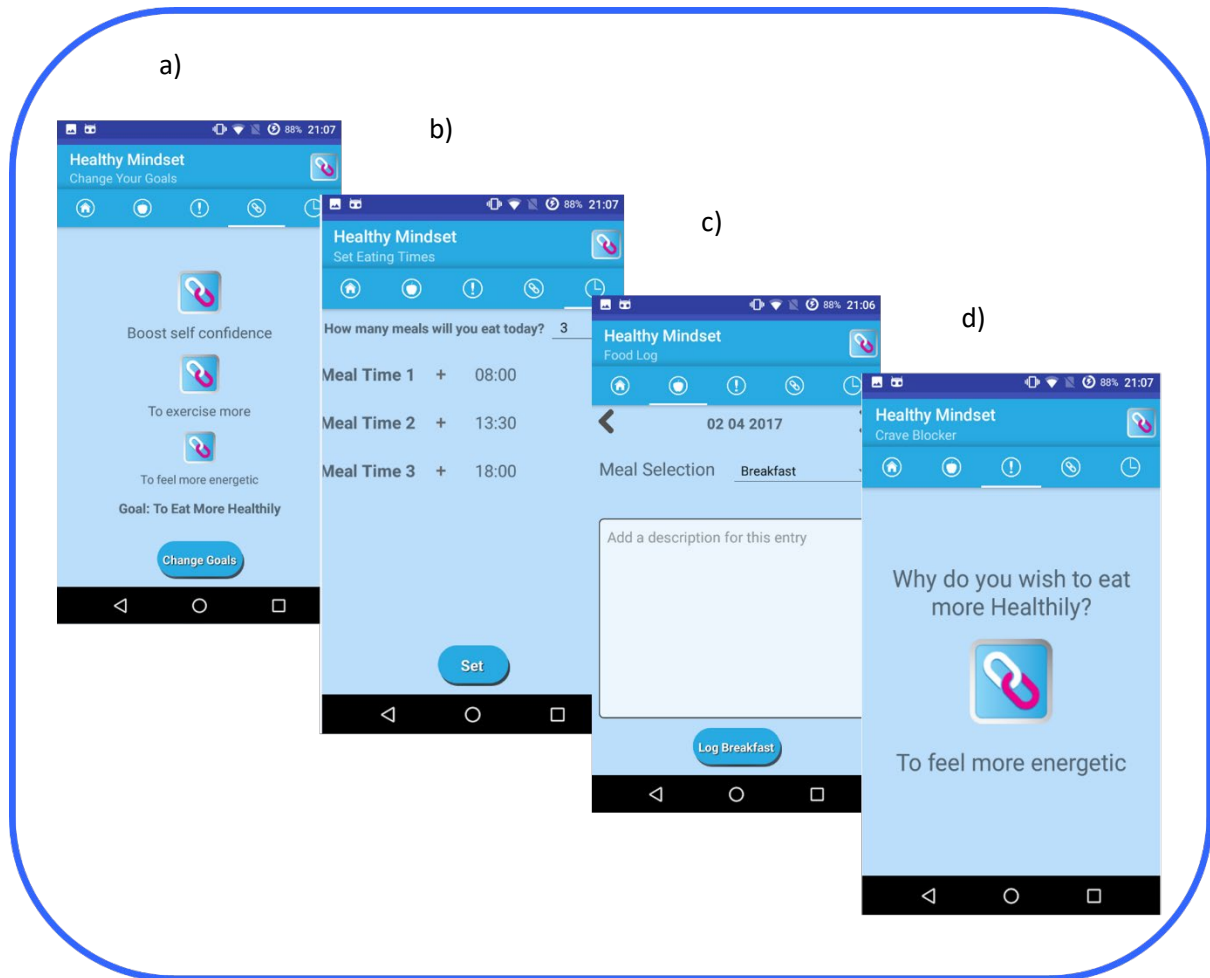 a)
88% 21:07
Healthy Mindset
Change Your Goals
Boost self confidence
To exercise more
To feel more energetic
Goal: To Eat More Healthily
Change Goals
b)
88% 21:07
Healthy Mindset
Set Eating Times
How many meals will you eat today? 3
Meal Time 1 + 08:00
Meal Time 2 + 13:30
Meal Time 3 + 18:00
Set
c)
88% 21:06
Healthy Mindset
Food Log
02 04 2017
Meal Selection Breakfast
Add a description for this entry
Log Breakfast
d)
88% 21:07
Healthy Mindset
Crave Blocker
Why do you wish to eat
more Healthily?
To feel more energetic